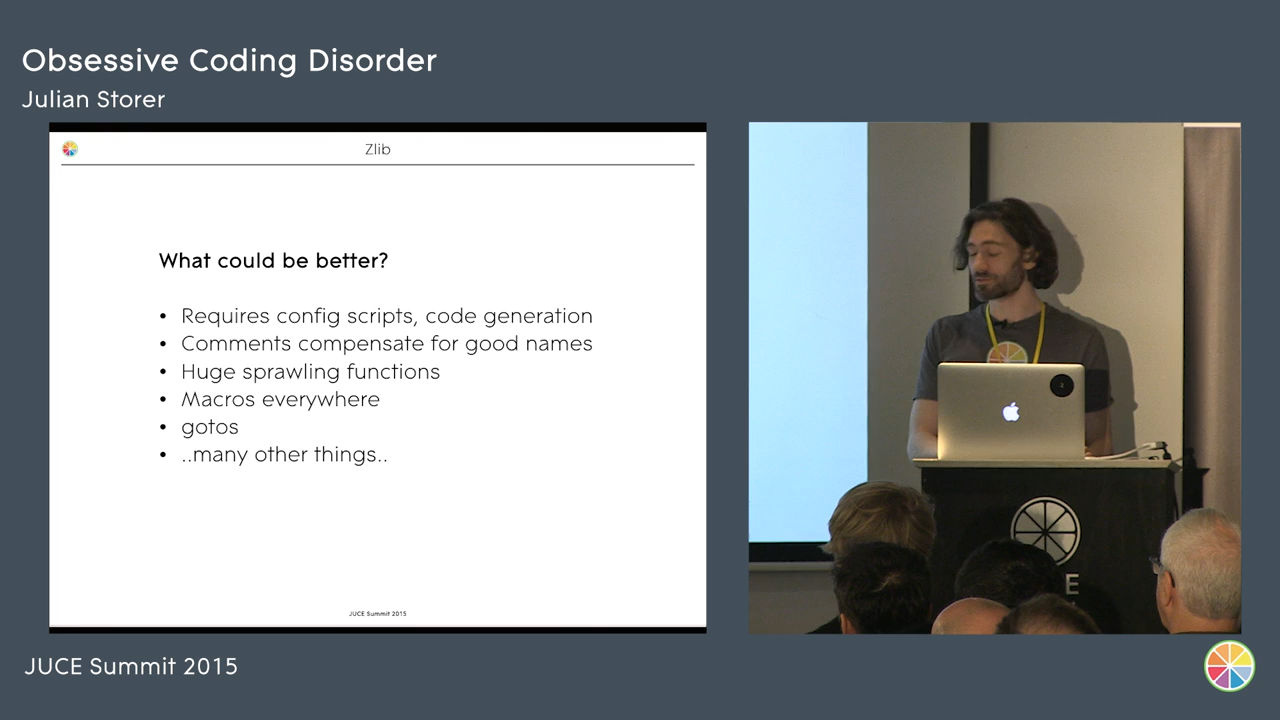 Obsessive Coding Disorder
Julian Storer
Zlib
What could be better?
• Requires config scripts, code generation
• Comments compensate for good names
• Huge sprawling functions
• Macros everywhere
• gotos
• ..many other things..
JUCE Summit 2015
E
JUCE Summit 2015